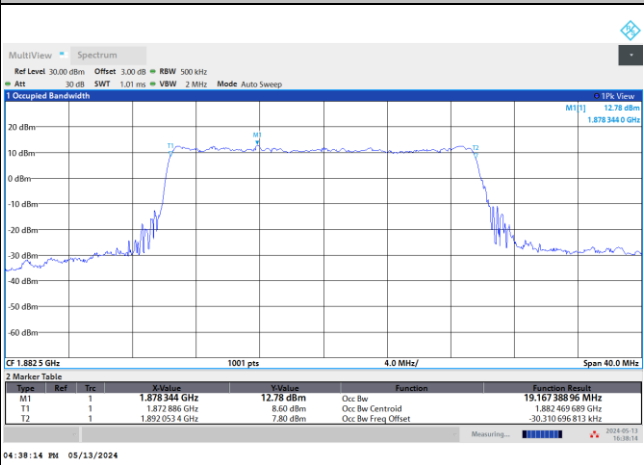 MultiView Spectrum
Ref Level 30.00 dBm Offset 3.00 dB RBW 500 kHz
Att 30 dB SWT 1.01 ms VBW 2 MHz Mode Auto Sweep
1 Occupied Bandwidth 1Pk View
M1[1] 12.78 dBm
1.878 344 0 GHz
20 dBm
M1
T1 T2
10 dBm
0 dBm
-10 dBm
-20 dBm
-30 dBm
-40 dBm
-50 dBm
-60 dBm
CF 1.882 5 GHz 1001 pts 4.0 MHz/ Span 40.0 MHz
2 Marker Table
Type Ref Trc X-Value Y-Value Function Function Result
M1 1 1.878 344 GHz 12.78 dBm Occ Bw 19.167 388 96 MHz
T1 1 1.872 886 GHz 8.60 dBm Occ Bw Centroid 1.882 469 689 GHz
T2 1 1.892 053 4 GHz 7.80 dBm Occ Bw Freq Offset -30.310 696 813 kHz
Measuring... 2024-05-13
16:38:14
04:38:14 PM 05/13/2024